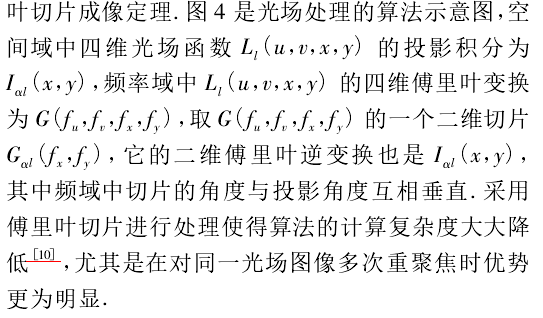 叶切片成像定理.图4是光场处理的算法示意图,空
间域中四维光场函数 Lₗ(u,v,x,y) 的投影积分为
I_{αl}(x,y),频率域中 Lₗ(u,v,x,y) 的四维傅里叶变换
为 G(f_u,f_v,f_x,f_y),取 G(f_u,f_v,f_x,f_y) 的一个二维切片
G_{αl}(f_x,f_y),它的二维傅里叶逆变换也是 I_{αl}(x,y),
其中频域中切片的角度与投影角度互相垂直.采用
傅里叶切片进行处理使得算法的计算复杂度大大降
低[10],尤其是在对同一光场图像多次重聚焦时优势
更为明显.